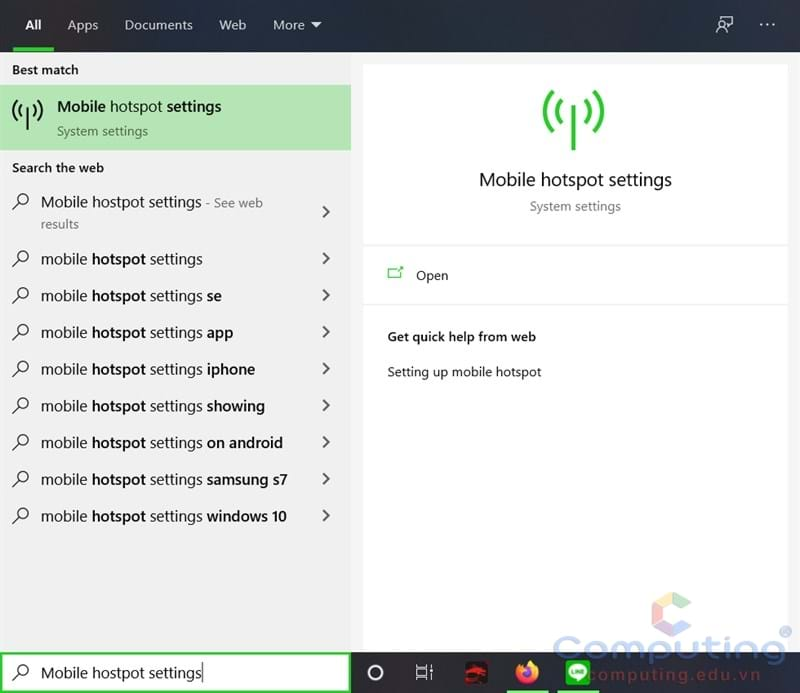 All Apps Documents Web More
Best match
Mobile hotspot settings
System settings
Search the web
Mobile hostpot settings - See web
results
mobile hotspot settings
mobile hotspot settings se
mobile hotspot settings app
mobile hotspot settings iphone
mobile hotspot settings showing
mobile hotspot settings on android
mobile hotspot settings samsung s7
mobile hotspot settings windows 10
Mobile hotspot settings
System settings
Open
Get quick help from web
Setting up mobile hotspot
Computing®
computing.edu.vn
Mobile hostpot settings
LINE